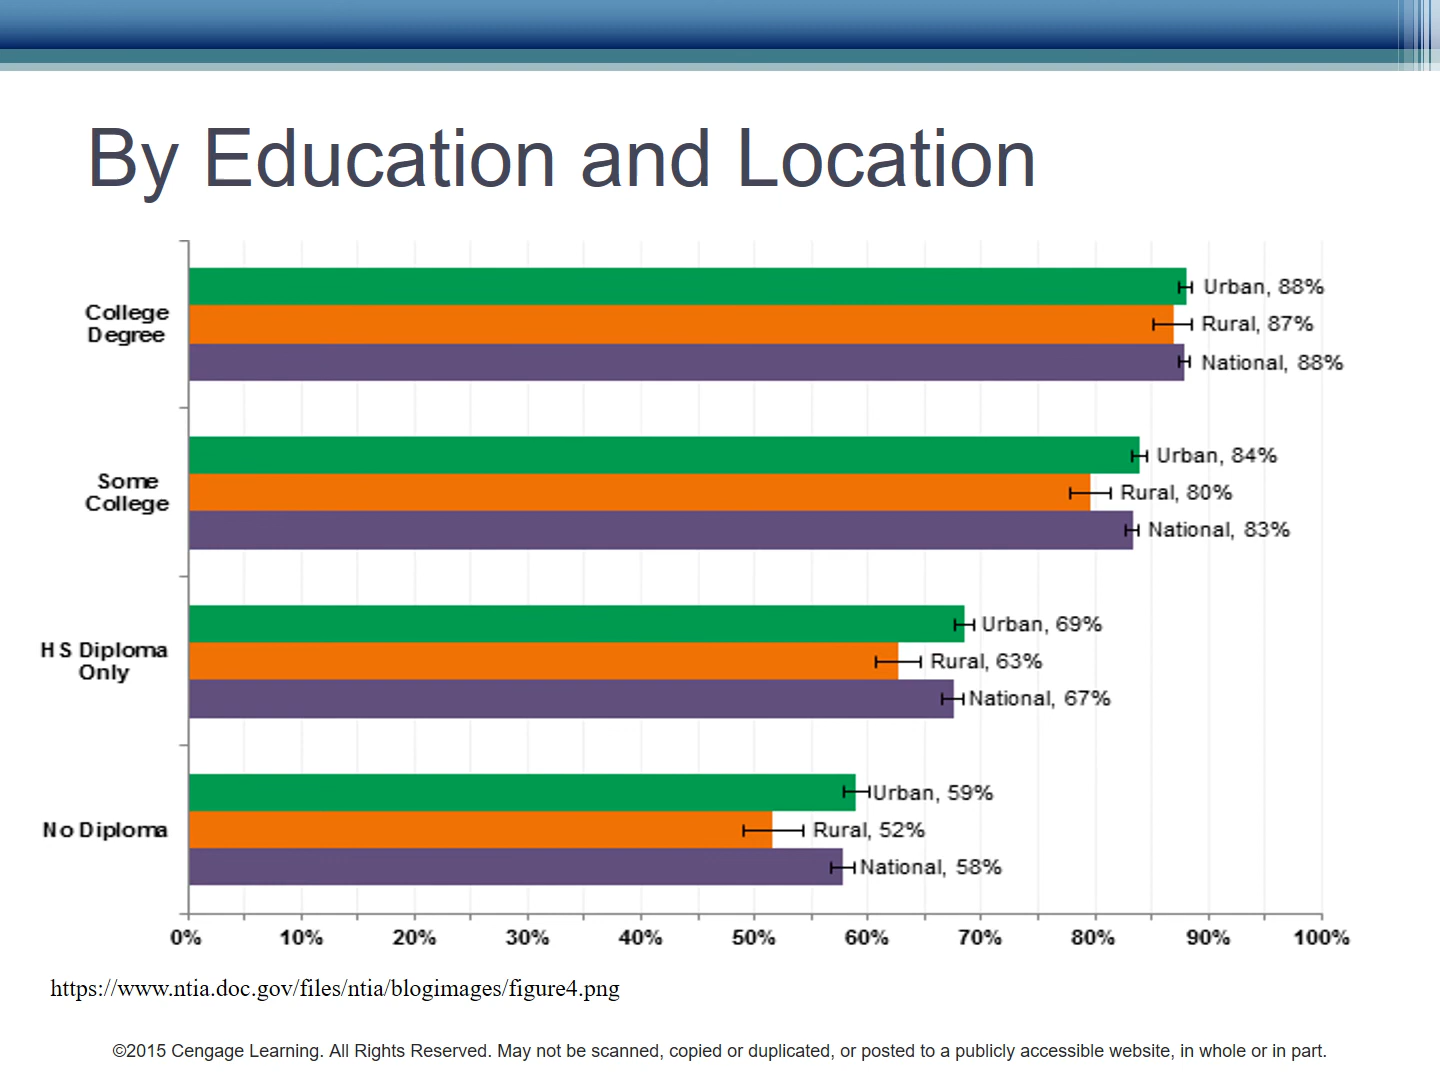 By Education and Location
College
Degree
Urban, 88%
Rural, 87%
National, 88%
Some
College
Urban, 84%
Rural, 80%
National, 83%
HS Diploma
Only
Urban, 69%
Rural, 63%
National, 67%
No Diploma
Urban, 59%
Rural, 52%
National, 58%
0% 10% 20% 30% 40% 50% 60% 70% 80% 90% 100%
https://www.ntia.doc.gov/files/ntia/blogimages/figure4.png
©2015 Cengage Learning. All Rights Reserved. May not be scanned, copied or duplicated, or posted to a publicly accessible website, in whole or in part.